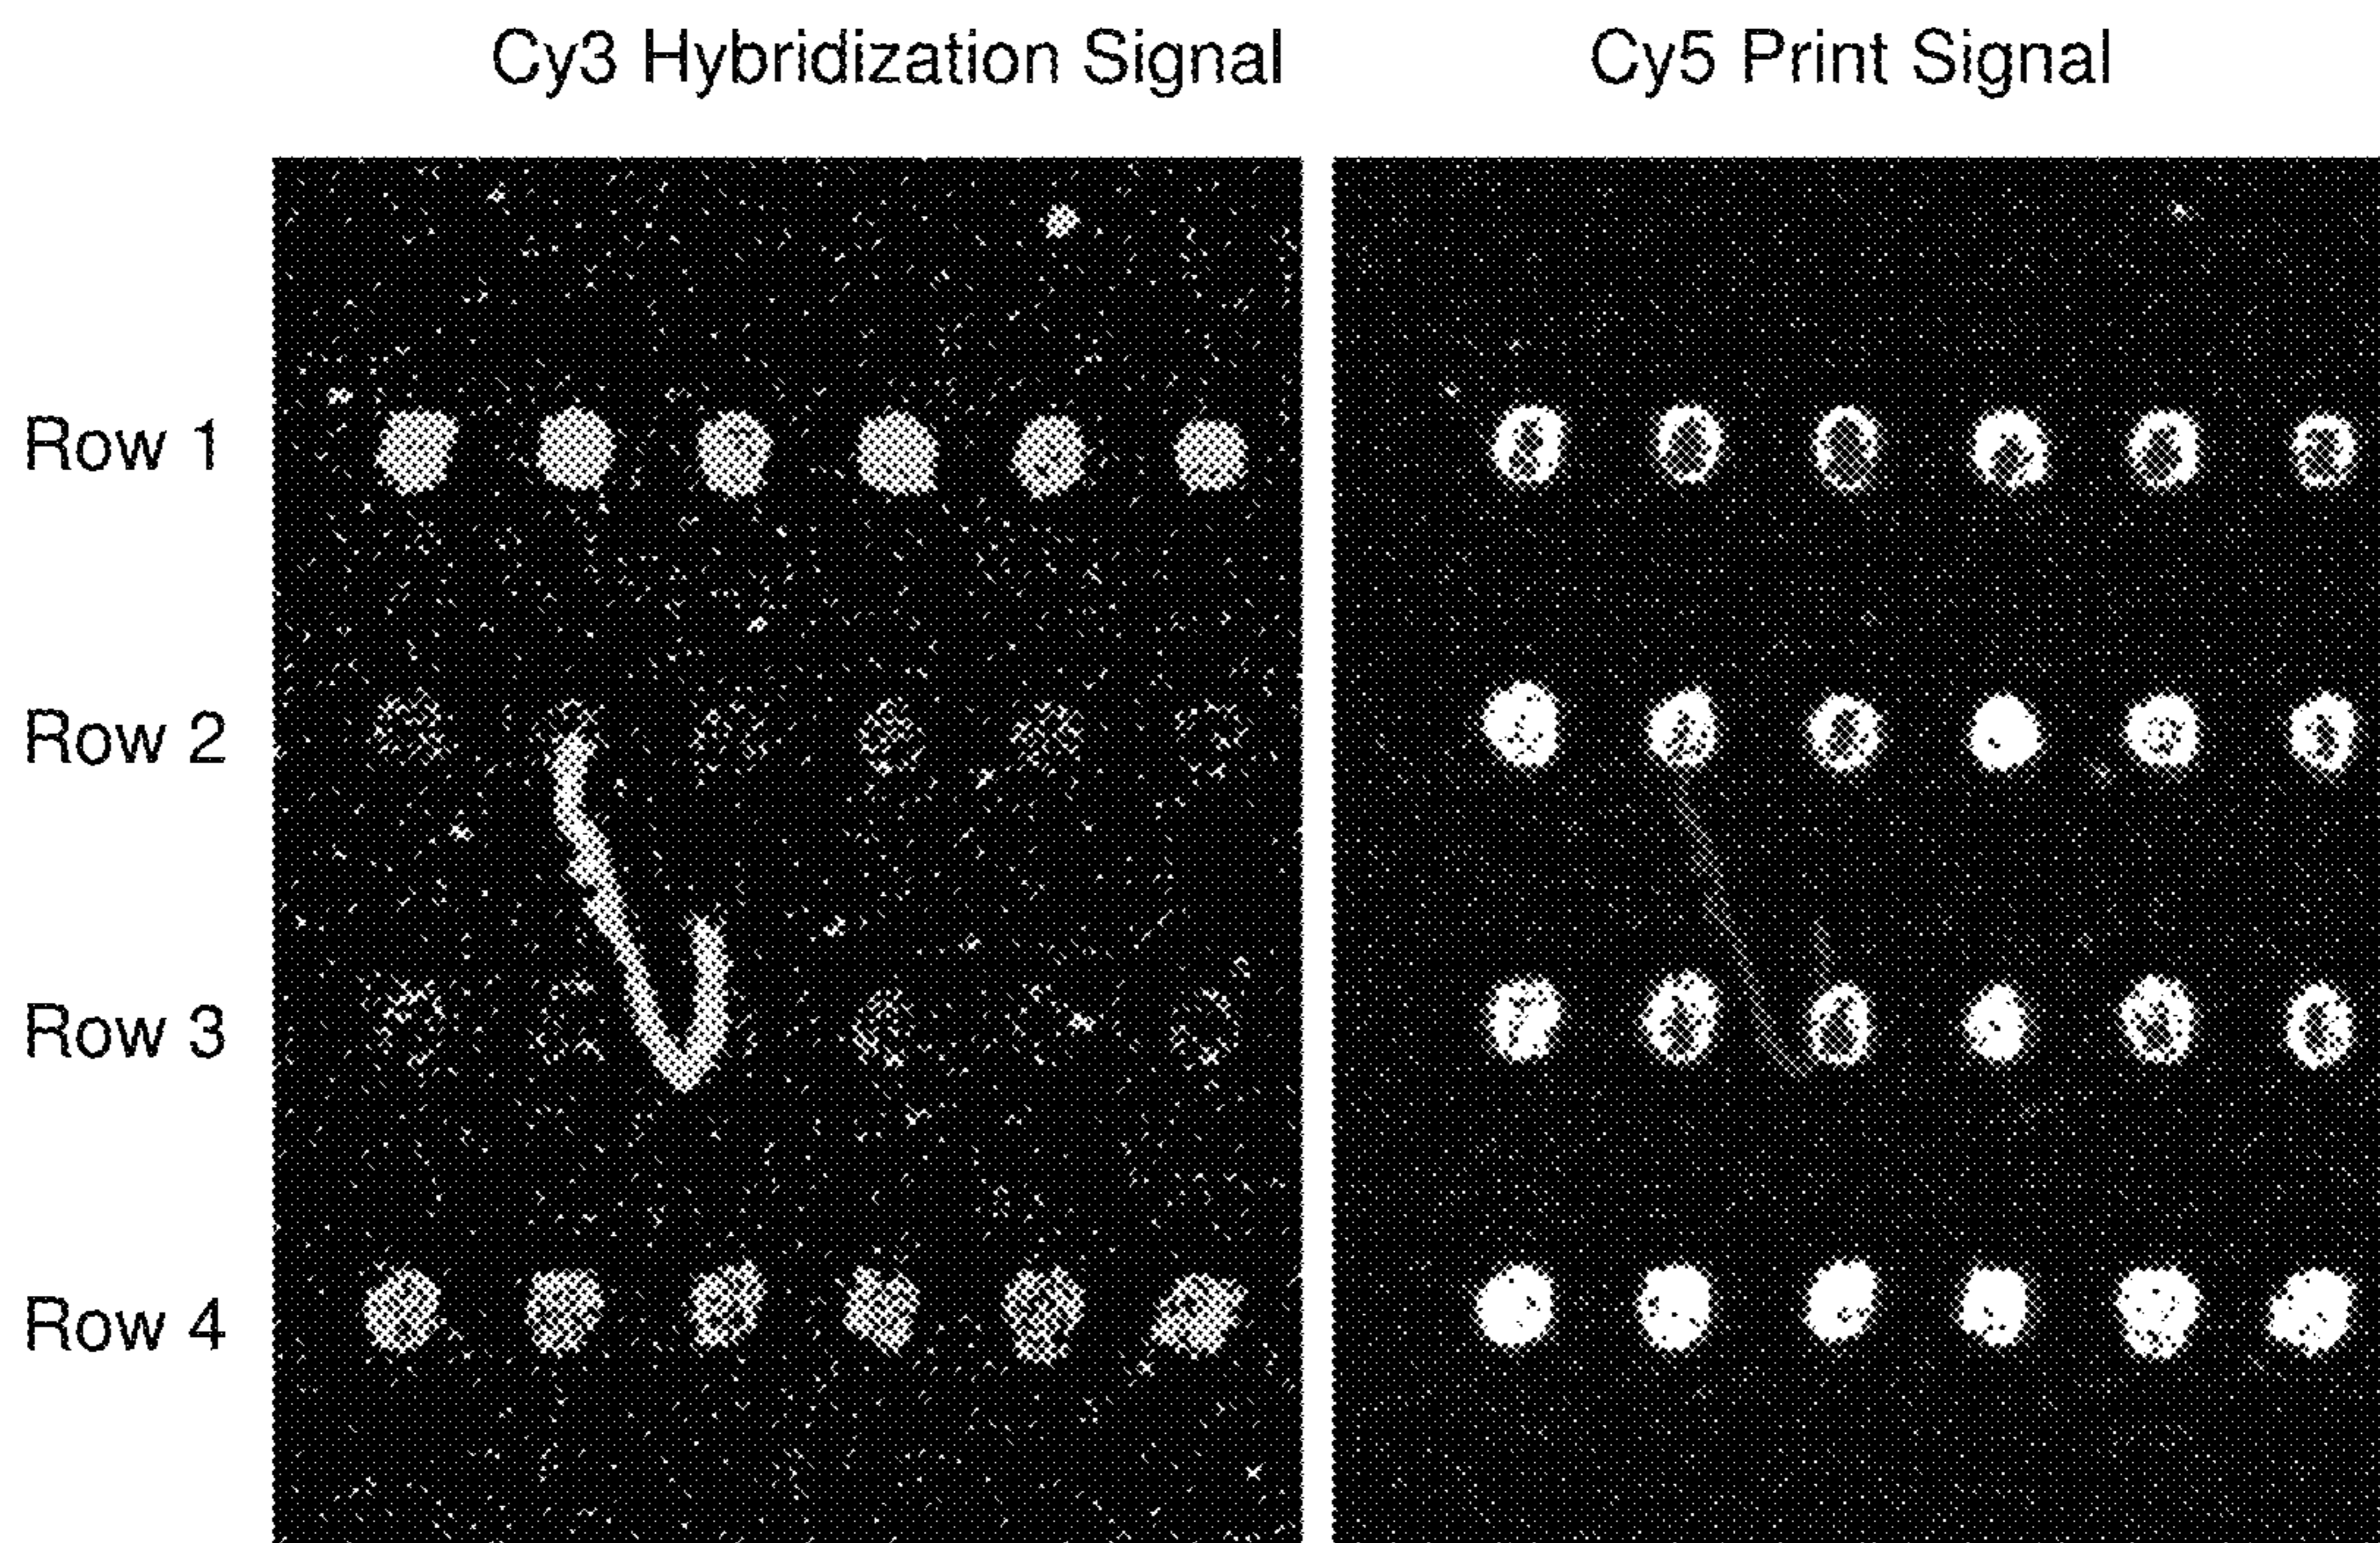 Cy3 Hybridization Signal
Cy5 Print Signal
Row 1
Row 2
Row 3
Row 4